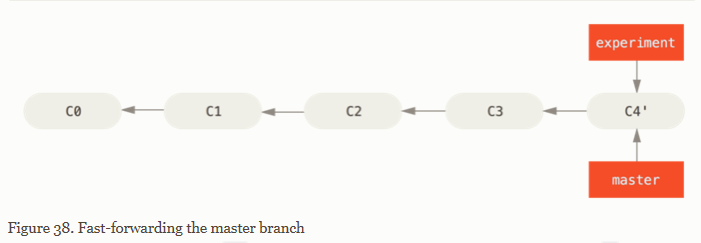 experiment
C0 C1 C2 C3 C4'
master
Figure 38. Fast-forwarding the master branch